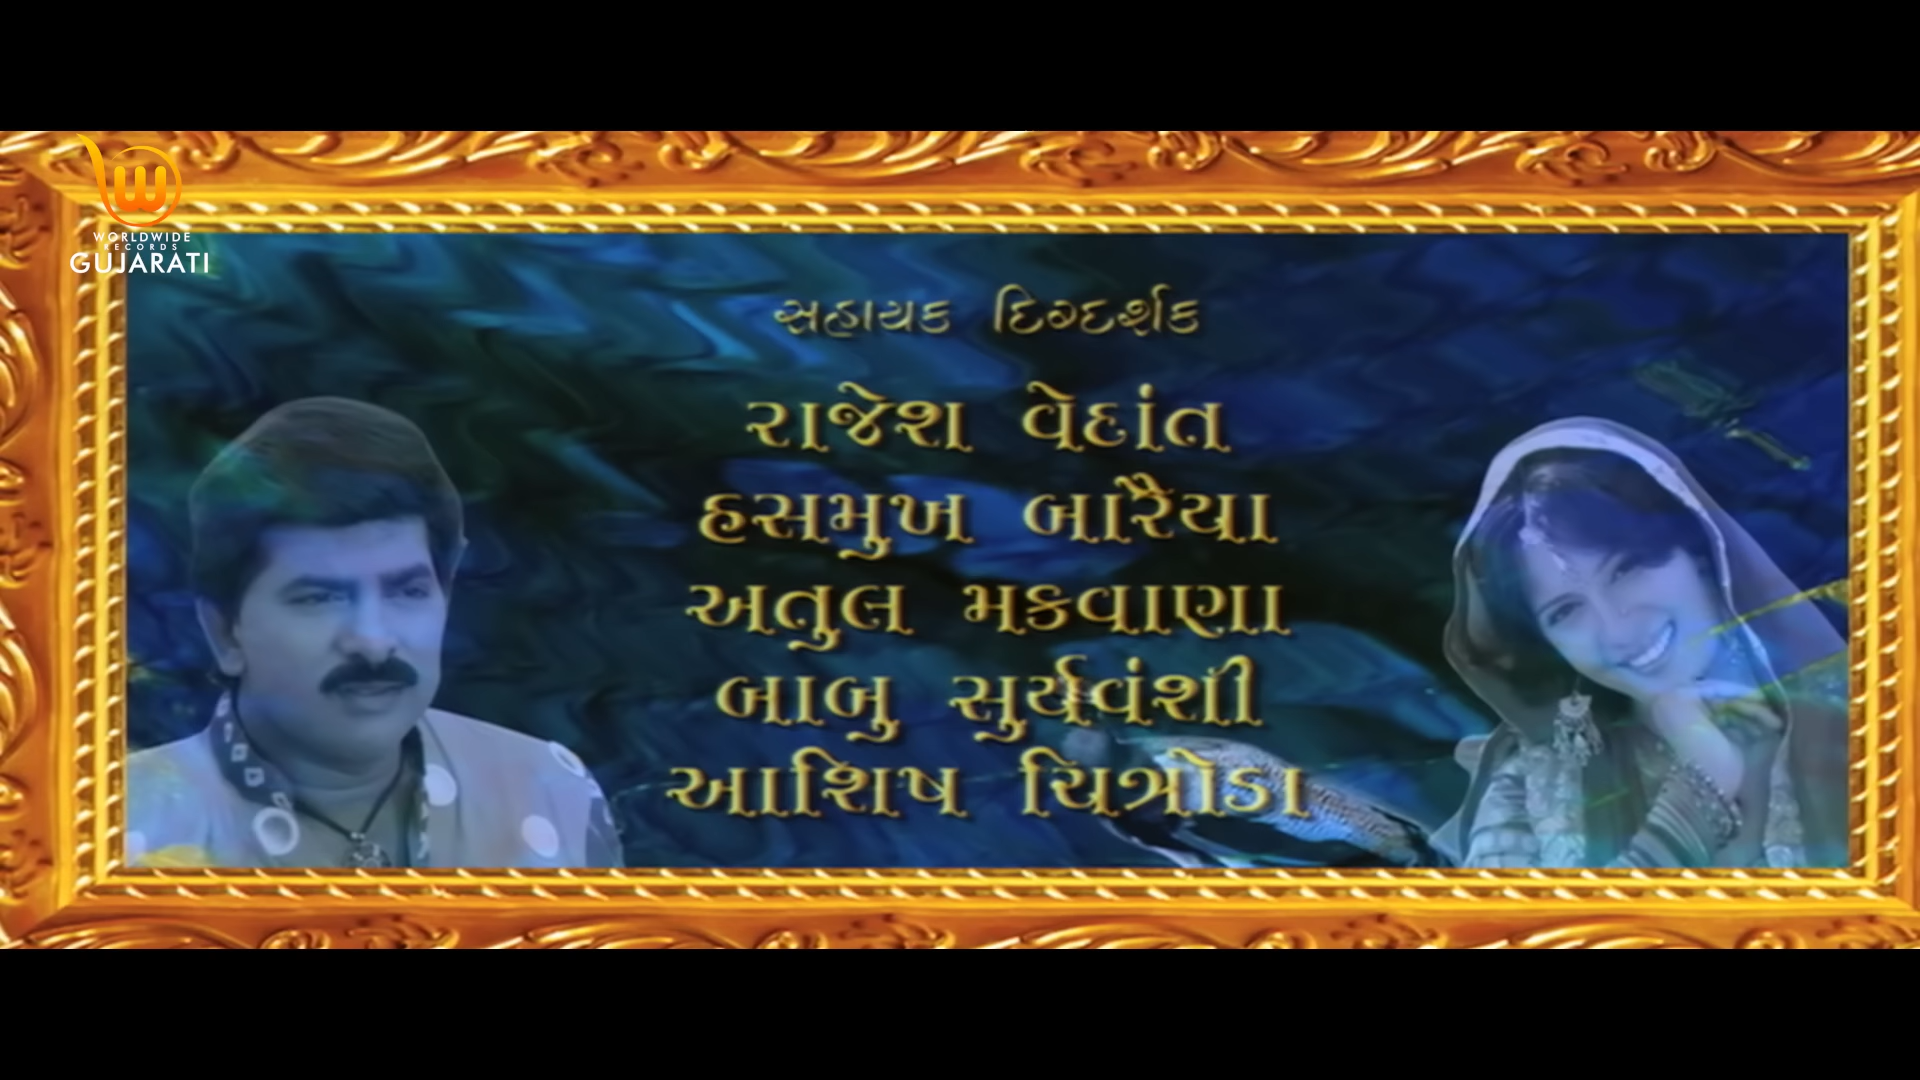 WORLDWIDE
RECORDS
GUJARATI
સહાયક દિગ્દર્શક
રાજેશ વેદાંત
હસમુખ બારૈયા
અતુલ મકવાણા
બાબુ સુર્યવંશી
આશિષ ચિત્રોડા